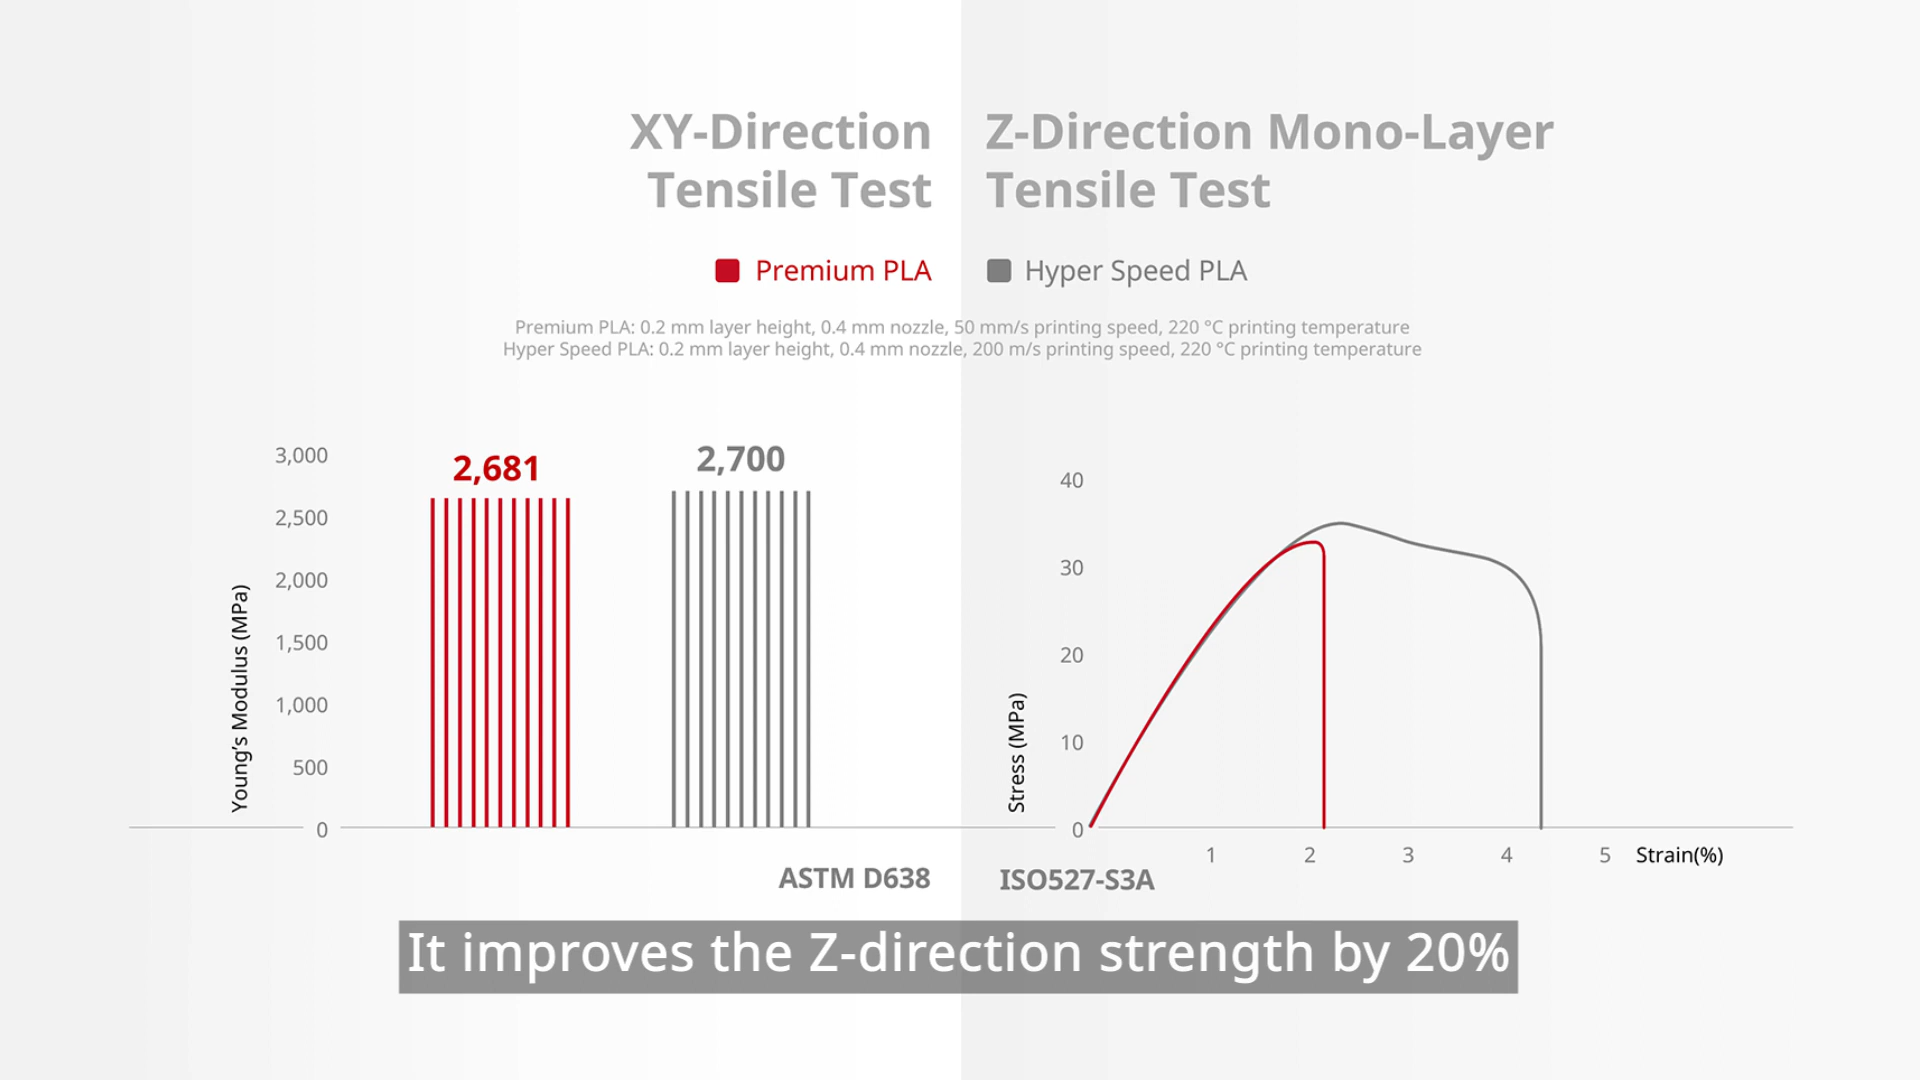 XY-Direction
Tensile Test
Z-Direction Mono-Layer
Tensile Test
Premium PLA
Hyper Speed PLA
Premium PLA: 0.2 mm layer height, 0.4 mm nozzle, 50 mm/s printing speed, 220 °C printing temperature
Hyper Speed PLA: 0.2 mm layer height, 0.4 mm nozzle, 200 m/s printing speed, 220 °C printing temperature
Young's Modulus (MPa)
3,000
2,500
2,000
1,500
1,000
500
0
2,681
2,700
ASTM D638
Stress (MPa)
40
30
20
10
0
1 2 3 4 5 Strain(%)
ISO527-S3A
It improves the Z-direction strength by 20%